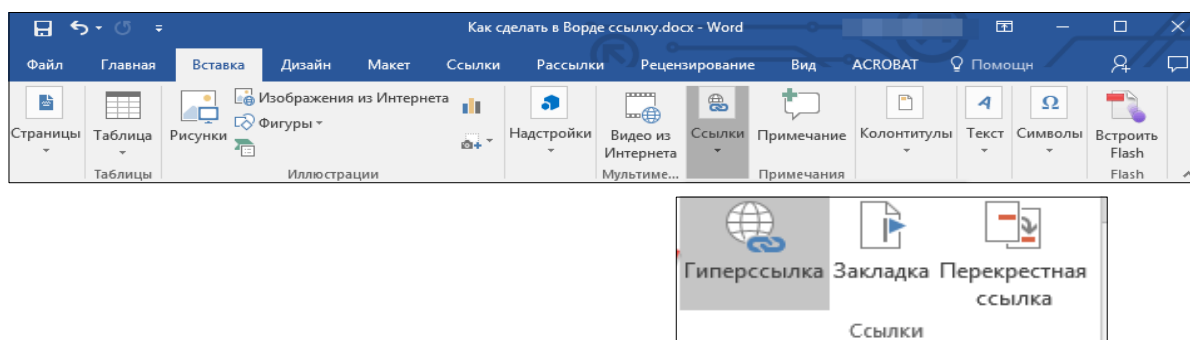 Как сделать в Ворде ссылку.docx - Word
Файл Главная Вставка Дизайн Макет Ссылки Рассылки Рецензирование Вид ACROBAT Помощн
Изображения из Интернета
Фигуры
Страницы Таблица Рисунки Надстройки Видео из Интернета Ссылки Примечание Колонтитулы Текст Символы Встроить Flash
Таблицы Иллюстрации Мультиме... Примечания Flash
Гиперссылка Закладка Перекрестная
ссылка
Ссылки